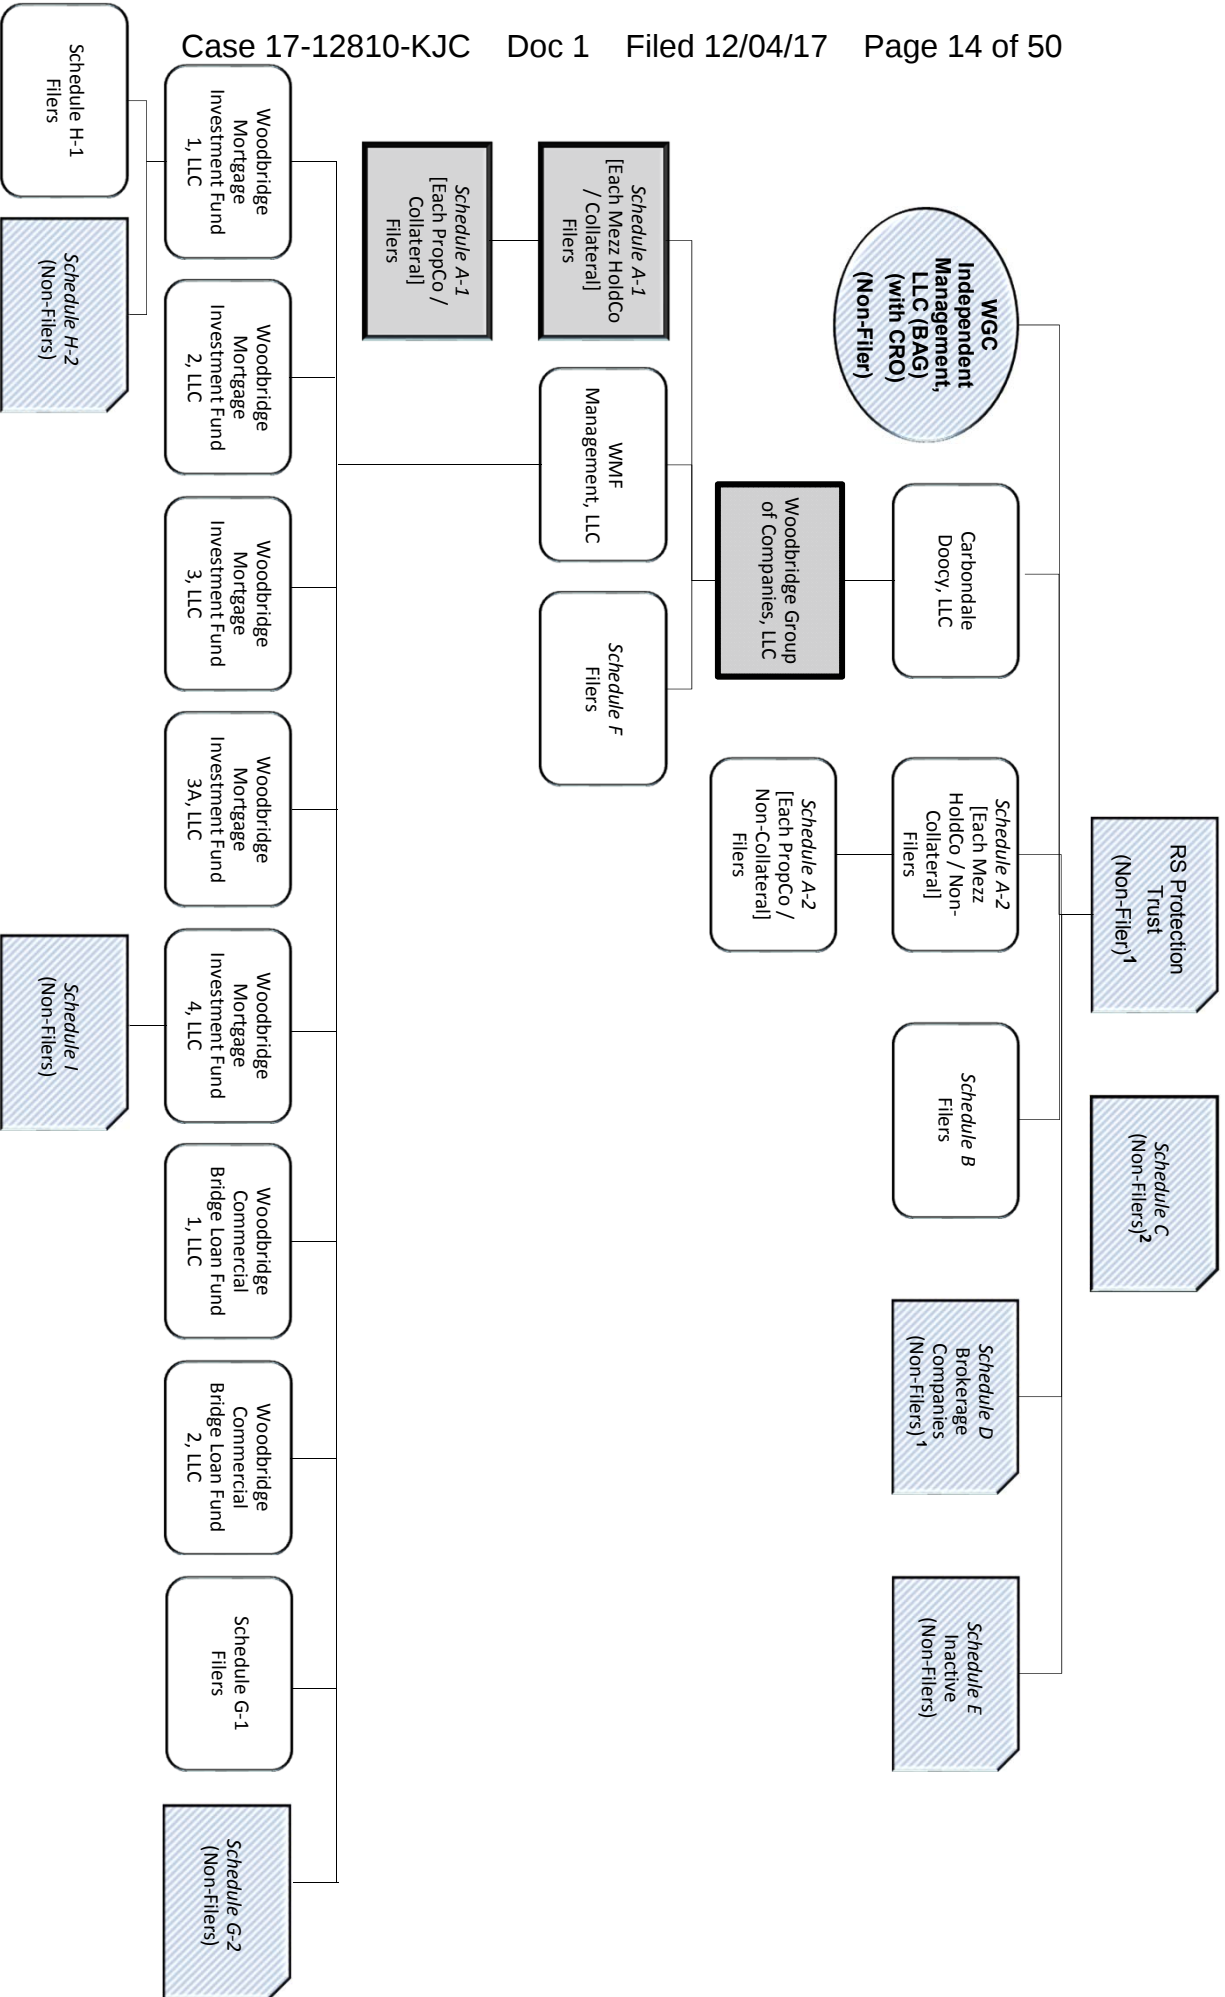 Case 17-12810-KJC Doc 1 Filed 12/04/17 Page 14 of 50
RS Protection
Trust
(Non-Filer)1
Schedule C
(Non-Filers)2
WGC
Independent
Management,
LLC (BAG)
(with CRO)
(Non-Filer)
Carbondale
Doocy, LLC
Schedule A-2
[Each Mezz
HoldCo / Non-
Collateral]
Filers
Schedule B
Filers
Schedule D
Brokerage
Companies
(Non-Filers) 1
Schedule E
Inactive
(Non-Filers)
Woodbridge Group
of Companies, LLC
Schedule A-2
[Each PropCo /
Non-Collateral]
Filers
Schedule A-1
[Each Mezz HoldCo
/ Collateral]
Filers
WMF
Management, LLC
Schedule F
Filers
Schedule A-1
[Each PropCo /
Collateral]
Filers
Woodbridge
Mortgage
Investment Fund
1, LLC
Woodbridge
Mortgage
Investment Fund
2, LLC
Woodbridge
Mortgage
Investment Fund
3, LLC
Woodbridge
Mortgage
Investment Fund
3A, LLC
Woodbridge
Mortgage
Investment Fund
4, LLC
Woodbridge
Commercial
Bridge Loan Fund
1, LLC
Woodbridge
Commercial
Bridge Loan Fund
2, LLC
Schedule G-1
Filers
Schedule G-2
(Non-Filers)
Schedule H-1
Filers
Schedule H-2
(Non-Filers)
Schedule I
(Non-Filers)